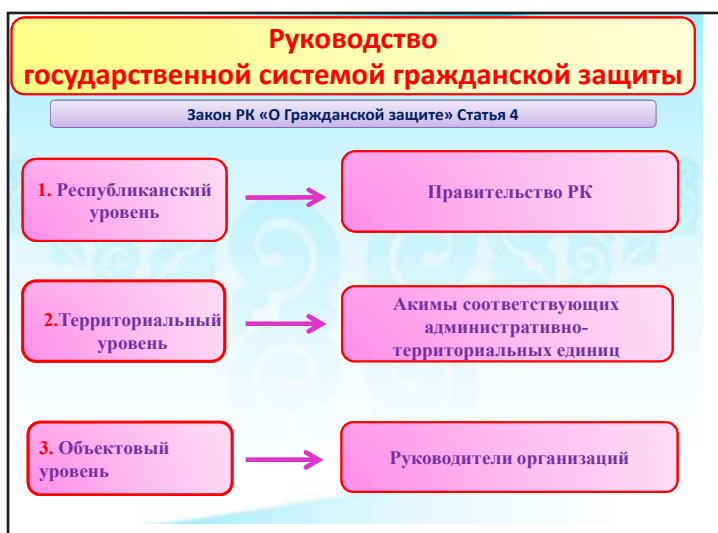 Руководство
государственной системой гражданской защиты
Закон РК «О Гражданской защите» Статья 4
1. Республиканский
уровень
Правительство РК
2.Территориальный
уровень
Акимы соответствующих
административно-
территориальных единиц
3. Объектовый
уровень
Руководители организаций